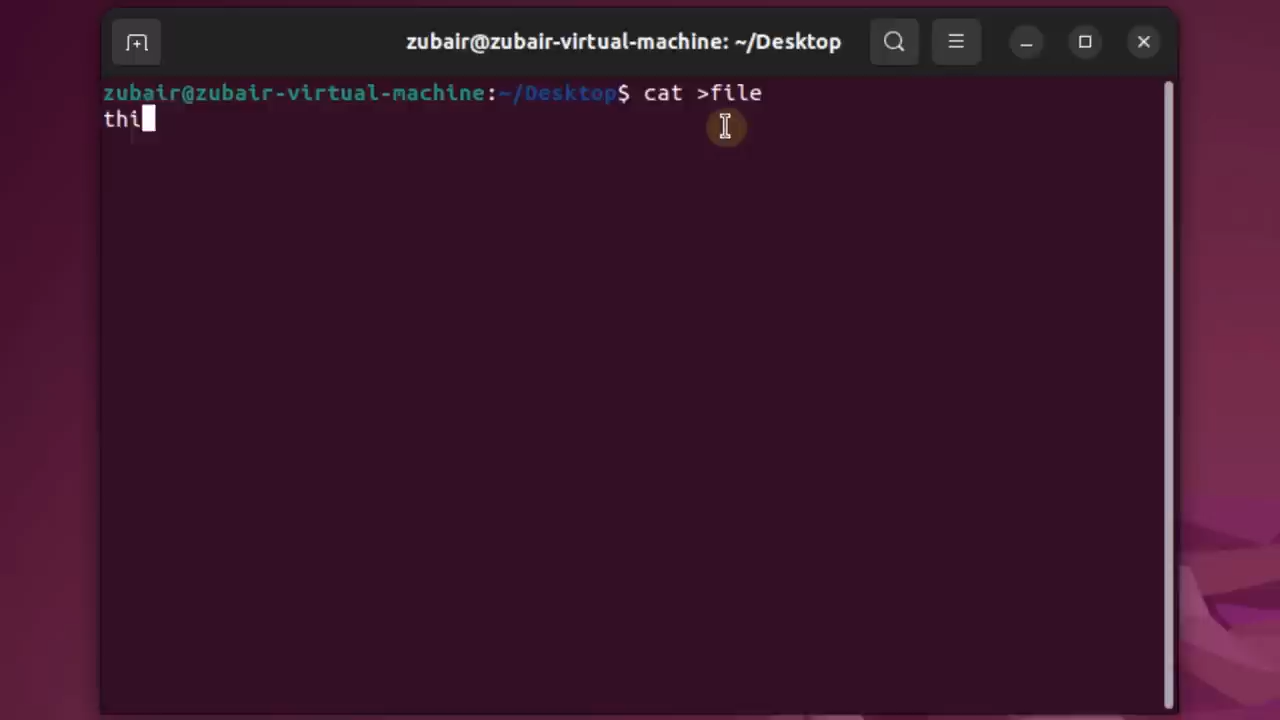 zubair@zubair-virtual-machine: ~/Desktop
zubair@zubair-virtual-machine:~/Desktop$ cat >file
thi